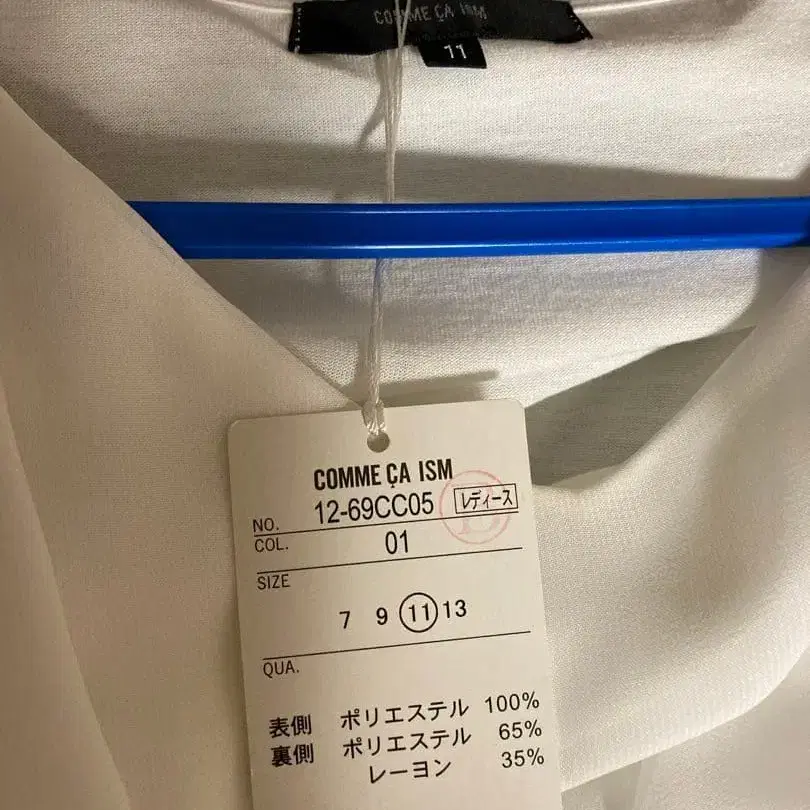 COMME ÇA ISM
11
COMME ÇA ISM
NO. 12-69CC05 レディース
COL. 01
SIZE
7 9 11 13
QUA.
表側 ポリエステル 100%
裏側 ポリエステル 65%
レーヨン 35%